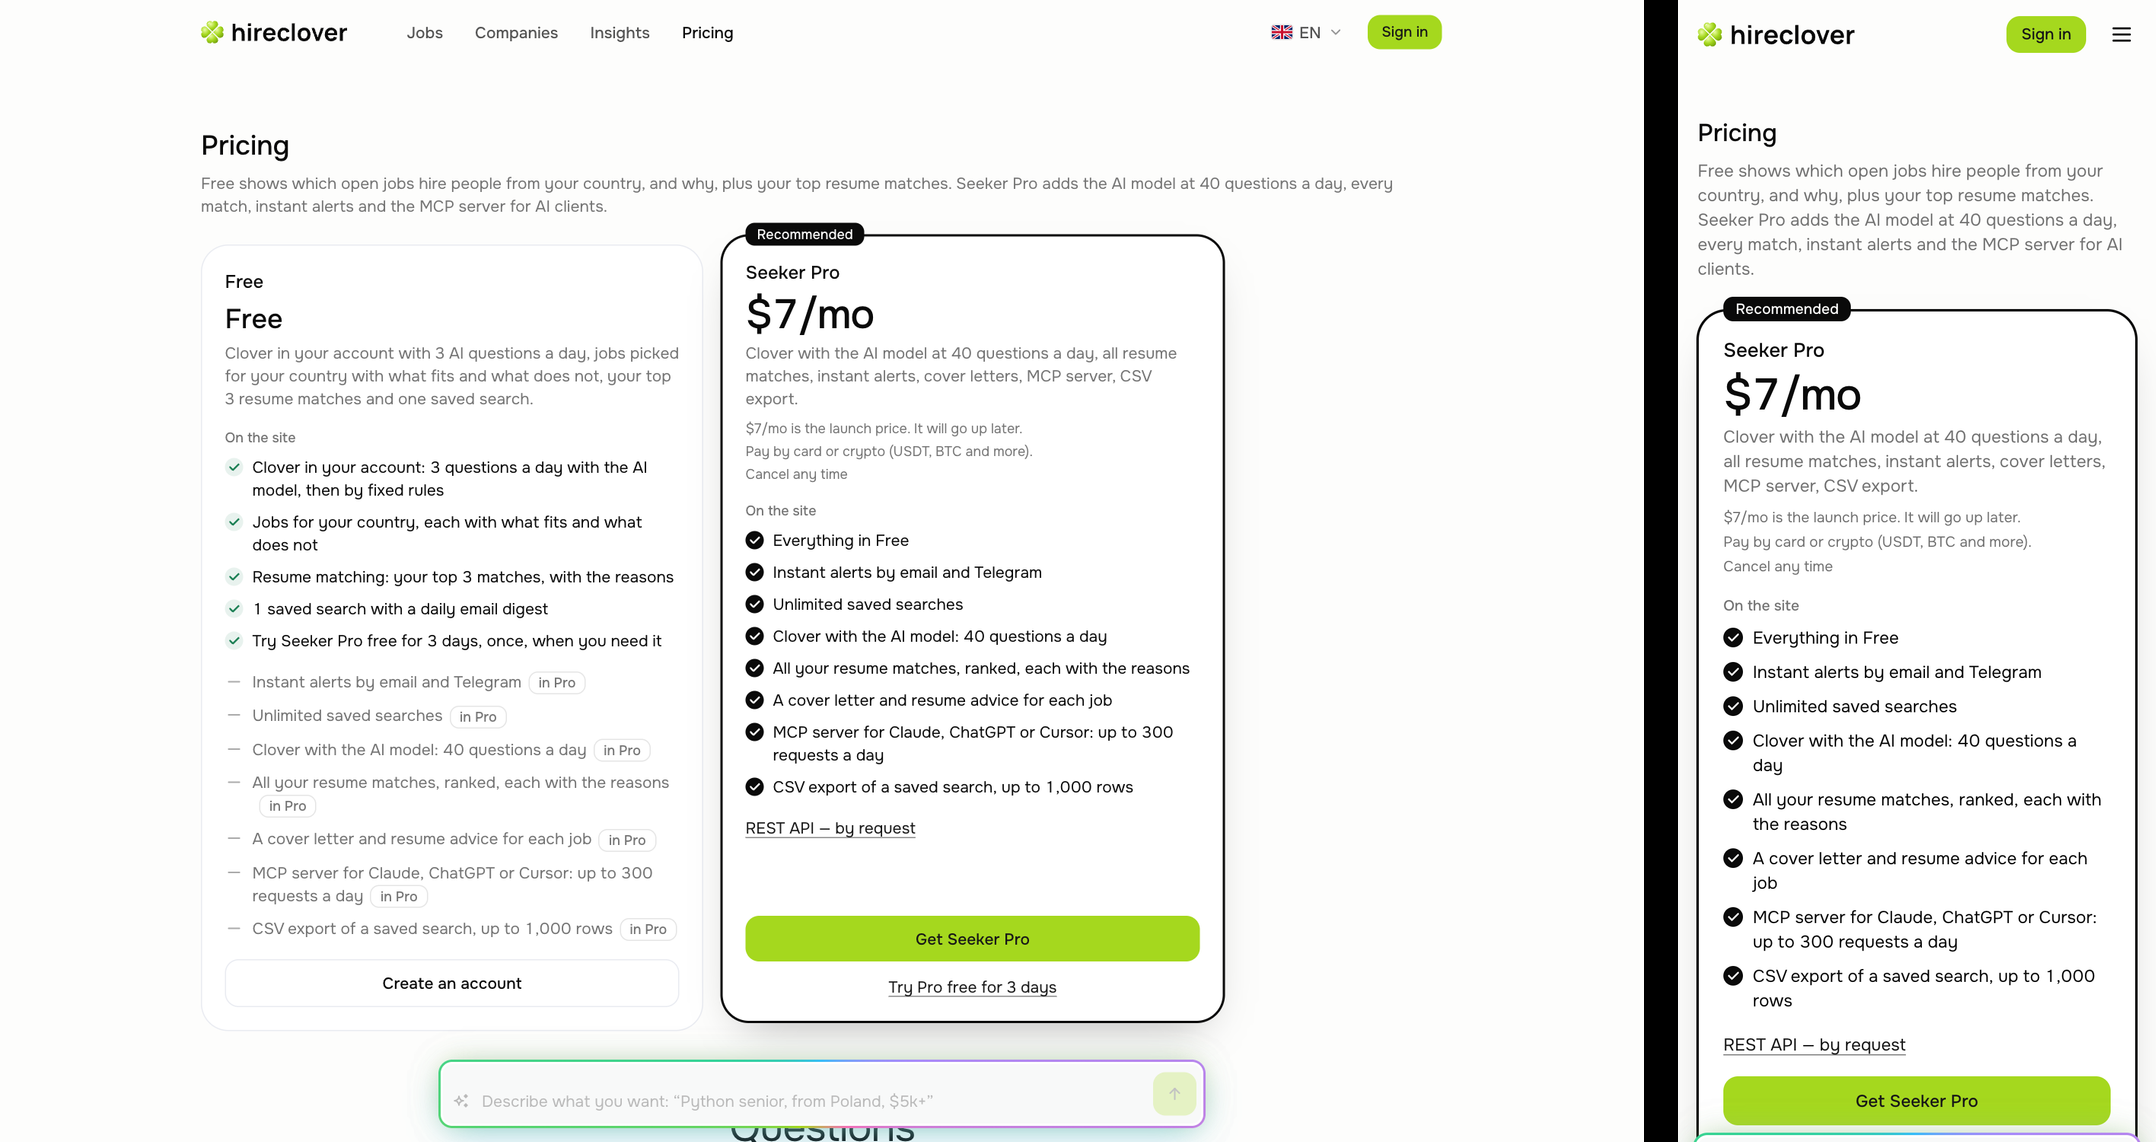 hireclover
Jobs
Companies
Insights
Pricing
EN
Sign in
Pricing
Free shows which open jobs hire people from your country, and why, plus your top resume matches. Seeker Pro adds the AI model at 40 questions a day, every
match, instant alerts and the MCP server for AI clients.
Free
Free
Clover in your account with 3 AI questions a day, jobs picked
for your country with what fits and what does not, your top
3 resume matches and one saved search.
On the site
Clover in your account: 3 questions a day with the AI
model, then by fixed rules
Jobs for your country, each with what fits and what
does not
Resume matching: your top 3 matches, with the reasons
1 saved search with a daily email digest
Try Seeker Pro free for 3 days, once, when you need it
Instant alerts by email and Telegram in Pro
Unlimited saved searches in Pro
Clover with the AI model: 40 questions a day in Pro
All your resume matches, ranked, each with the reasons
in Pro
A cover letter and resume advice for each job in Pro
MCP server for Claude, ChatGPT or Cursor: up to 300
requests a day in Pro
CSV export of a saved search, up to 1,000 rows in Pro
Create an account
Recommended
Seeker Pro
$7/mo
Clover with the AI model at 40 questions a day, all resume
matches, instant alerts, cover letters, MCP server, CSV
export.
$7/mo is the launch price. It will go up later.
Pay by card or crypto (USDT, BTC and more).
Cancel any time
On the site
Everything in Free
Instant alerts by email and Telegram
Unlimited saved searches
Clover with the AI model: 40 questions a day
All your resume matches, ranked, each with the reasons
A cover letter and resume advice for each job
MCP server for Claude, ChatGPT or Cursor: up to 300
requests a day
CSV export of a saved search, up to 1,000 rows
REST API — by request
Get Seeker Pro
Try Pro free for 3 days
Describe what you want: “Python senior, from Poland, $5k+”
Questions
hireclover
Sign in
Pricing
Free shows which open jobs hire people from your
country, and why, plus your top resume matches.
Seeker Pro adds the AI model at 40 questions a day,
every match, instant alerts and the MCP server for AI
clients.
Recommended
Seeker Pro
$7/mo
Clover with the AI model at 40 questions a day,
all resume matches, instant alerts, cover letters,
MCP server, CSV export.
$7/mo is the launch price. It will go up later.
Pay by card or crypto (USDT, BTC and more).
Cancel any time
On the site
Everything in Free
Instant alerts by email and Telegram
Unlimited saved searches
Clover with the AI model: 40 questions a
day
All your resume matches, ranked, each with
the reasons
A cover letter and resume advice for each
job
MCP server for Claude, ChatGPT or Cursor:
up to 300 requests a day
CSV export of a saved search, up to 1,000
rows
REST API — by request
Get Seeker Pro